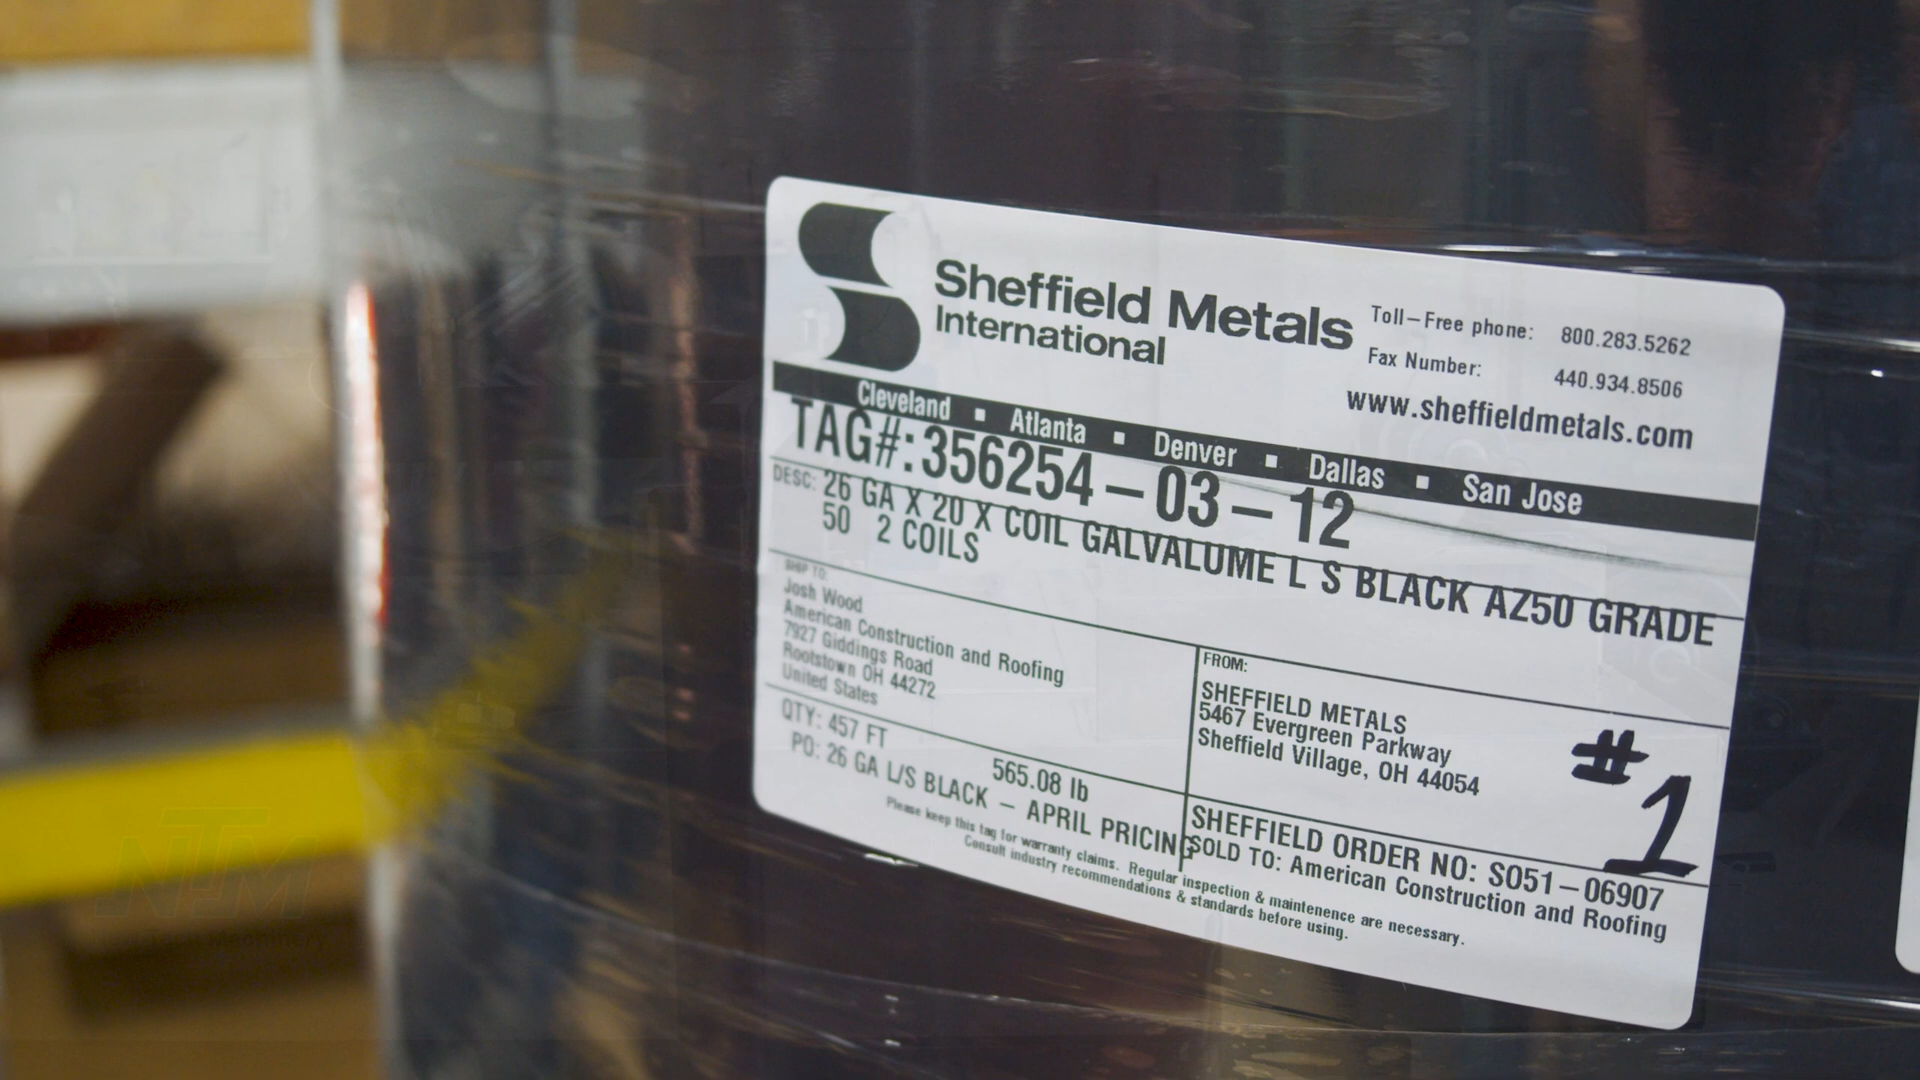 Sheffield Metals
International
Toll-Free phone: 800.283.5262
Fax Number: 440.934.8506
www.sheffieldmetals.com
Cleveland ▪ Atlanta ▪ Denver ▪ Dallas ▪ San Jose
TAG#: 356254-03-12
DESC: 26 GA X 20 X COIL GALVALUME L S BLACK AZ50 GRADE
50 2 COILS
SHIP TO:
Josh Wood
American Construction and Roofing
7927 Giddings Road
Rootstown OH 44272
United States
FROM:
SHEFFIELD METALS
5467 Evergreen Parkway
Sheffield Village, OH 44054
#1
QTY: 457 FT 565.08 lb
PO: 26 GA L/S BLACK - APRIL PRICING
SHEFFIELD ORDER NO: SO51-06907
SOLD TO: American Construction and Roofing
Please keep this tag for warranty claims. Regular inspection & maintenence are necessary.
Consult industry recommendations & standards before using.
NTM
New Tech Machinery